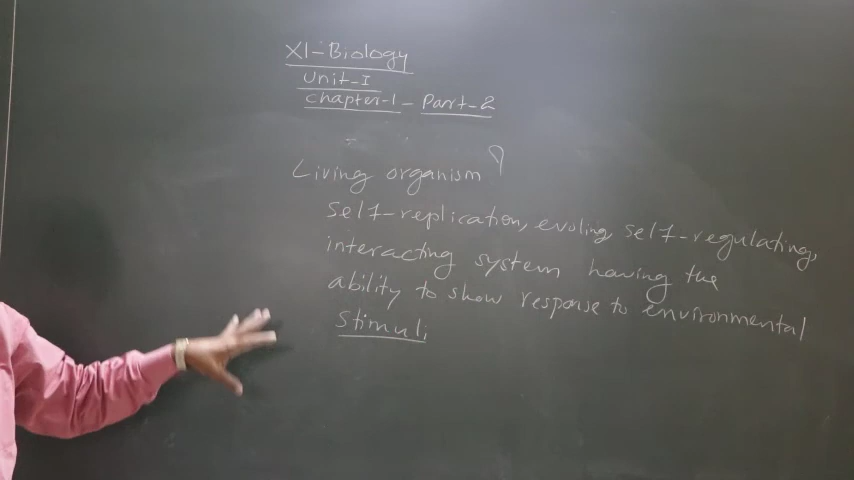 XI-Biology
Unit-I
Chapter-1 - Part-2
Living organism ?
Self-replication, evoling, self-regulating,
interacting system having the
ability to show response to environmental
Stimuli